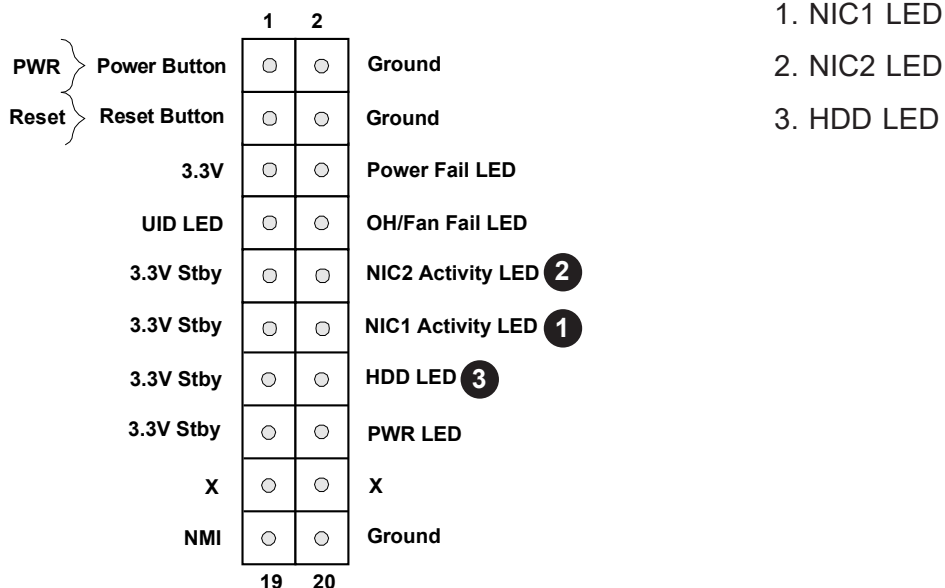 1 2
PWR Power Button Ground
Reset Reset Button Ground
3.3V Power Fail LED
UID LED OH/Fan Fail LED
3.3V Stby NIC2 Activity LED 2
3.3V Stby NIC1 Activity LED 1
3.3V Stby HDD LED 3
3.3V Stby PWR LED
X X
NMI Ground
19 20
1. NIC1 LED
2. NIC2 LED
3. HDD LED